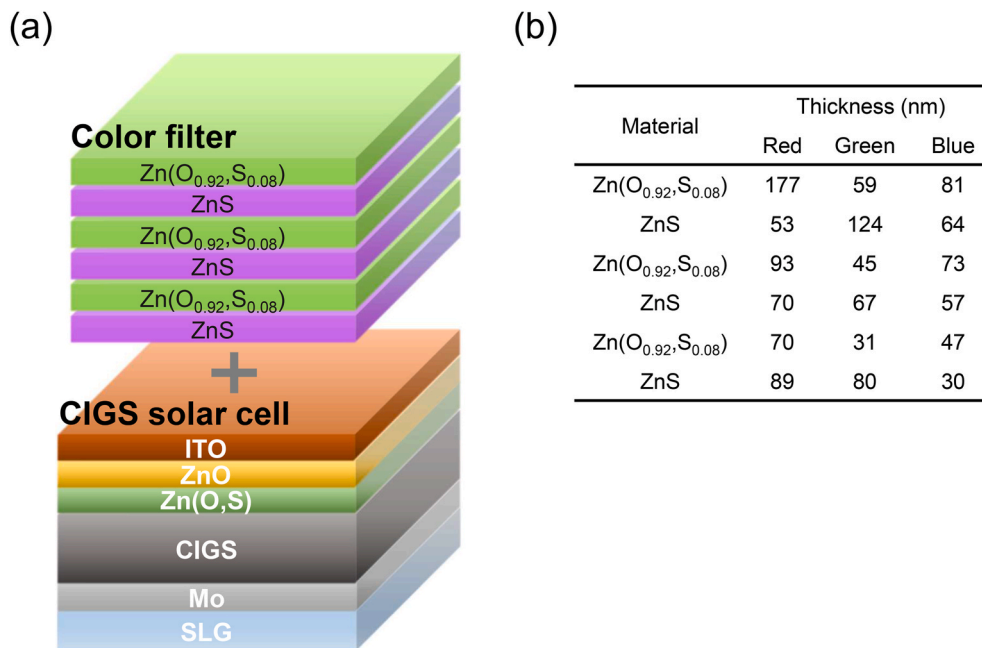 (a)
Color filter
Zn(O0.92,S0.08)
ZnS
Zn(O0.92,S0.08)
ZnS
Zn(O0.92,S0.08)
ZnS
+
CIGS solar cell
ITO
ZnO
Zn(O,S)
CIGS
Mo
SLG
(b)
Material Thickness (nm)
Red Green Blue
Zn(O0.92,S0.08) 177 59 81
ZnS 53 124 64
Zn(O0.92,S0.08) 93 45 73
ZnS 70 67 57
Zn(O0.92,S0.08) 70 31 47
ZnS 89 80 30